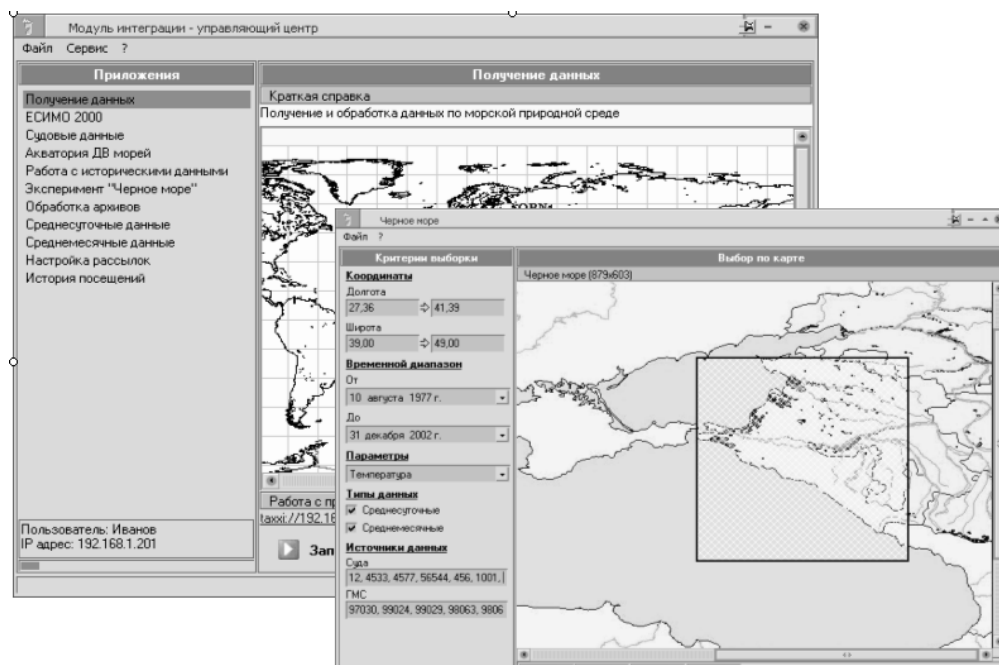 Модуль интеграции - управляющий центр
Файл Сервис ?
Приложения
Получение данных
ЕСИМО 2000
Судовые данные
Акватория ДВ морей
Работа с историческими данными
Эксперимент "Черное море"
Обработка архивов
Среднесуточные данные
Среднемесячные данные
Настройка рассылок
История посещений
Пользователь: Иванов
IP адрес: 192.168.1.201
Получение данных
Краткая справка
Получение и обработка данных по морской природной среде
Работа с
taxxi://192.16
Зап
Черное море
Файл ?
Критерии выборки
Координаты
Долгота
27,36 41,39
Широта
39,00 49,00
Временной диапазон
От
10 августа 1977 г.
До
31 декабря 2002 г.
Параметры
Температура
Типы данных
Среднесуточные
Среднемесячные
Источники данных
Суда
12, 4533, 4577, 56544, 456, 1001,
ГМС
97030, 99024, 99029, 98063, 9806
Выбор по карте
Черное море (879x603)